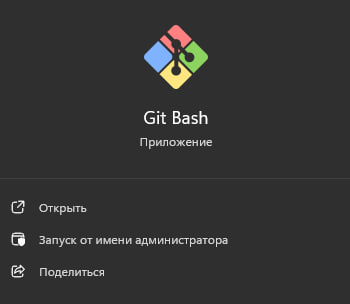 Git Bash
Приложение
Открыть
Запуск от имени администратора
Поделиться